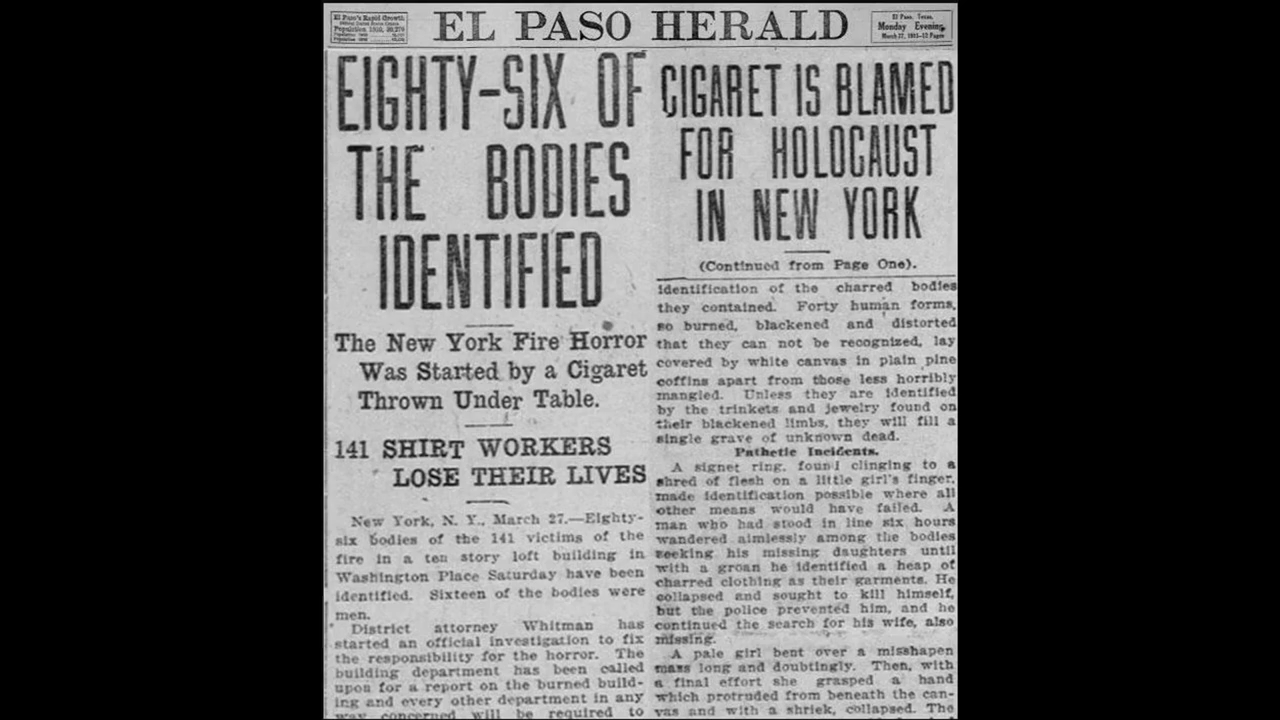 El Paso's Rapid Growth.
Population 1910, 39,279
EL PASO HERALD
El Paso, Texas,
Monday Evening,
March 27, 1911—12 Pages
EIGHTY-SIX OF
THE BODIES
IDENTIFIED
The New York Fire Horror
Was Started by a Cigaret
Thrown Under Table.
141 SHIRT WORKERS
LOSE THEIR LIVES
New York, N. Y., March 27.—Eighty-
six bodies of the 141 victims of the
fire in a ten story loft building in
Washington Place Saturday have been
identified. Sixteen of the bodies were
men.
District attorney Whitman has
started an official investigation to fix
the responsibility for the horror. The
building department has been called
upon for a report on the burned build-
ing and every other department in any
way concerned will be required to
CIGARET IS BLAMED
FOR HOLOCAUST
IN NEW YORK
(Continued from Page One).
identification of the charred bodies
they contained. Forty human forms,
so burned, blackened and distorted
that they can not be recognized, lay
covered by white canvas in plain pine
coffins apart from those less horribly
mangled. Unless they are identified
by the trinkets and jewelry found on
their blackened limbs, they will fill a
single grave of unknown dead.
Pathetic Incidents.
A signet ring, found clinging to a
shred of flesh on a little girl's finger,
made identification possible where all
other means would have failed. A
man who had stood in line six hours
wandered aimlessly among the bodies
seeking his missing daughters until
with a groan he identified a heap of
charred clothing as their garments. He
collapsed and sought to kill himself,
but the police prevented him, and he
continued the search for his wife, also
missing.
A pale girl bent over a misshapen
mass long and doubtingly. Then, with
a final effort she grasped a hand
which protruded from beneath the can-
vas and with a shriek, collapsed. The